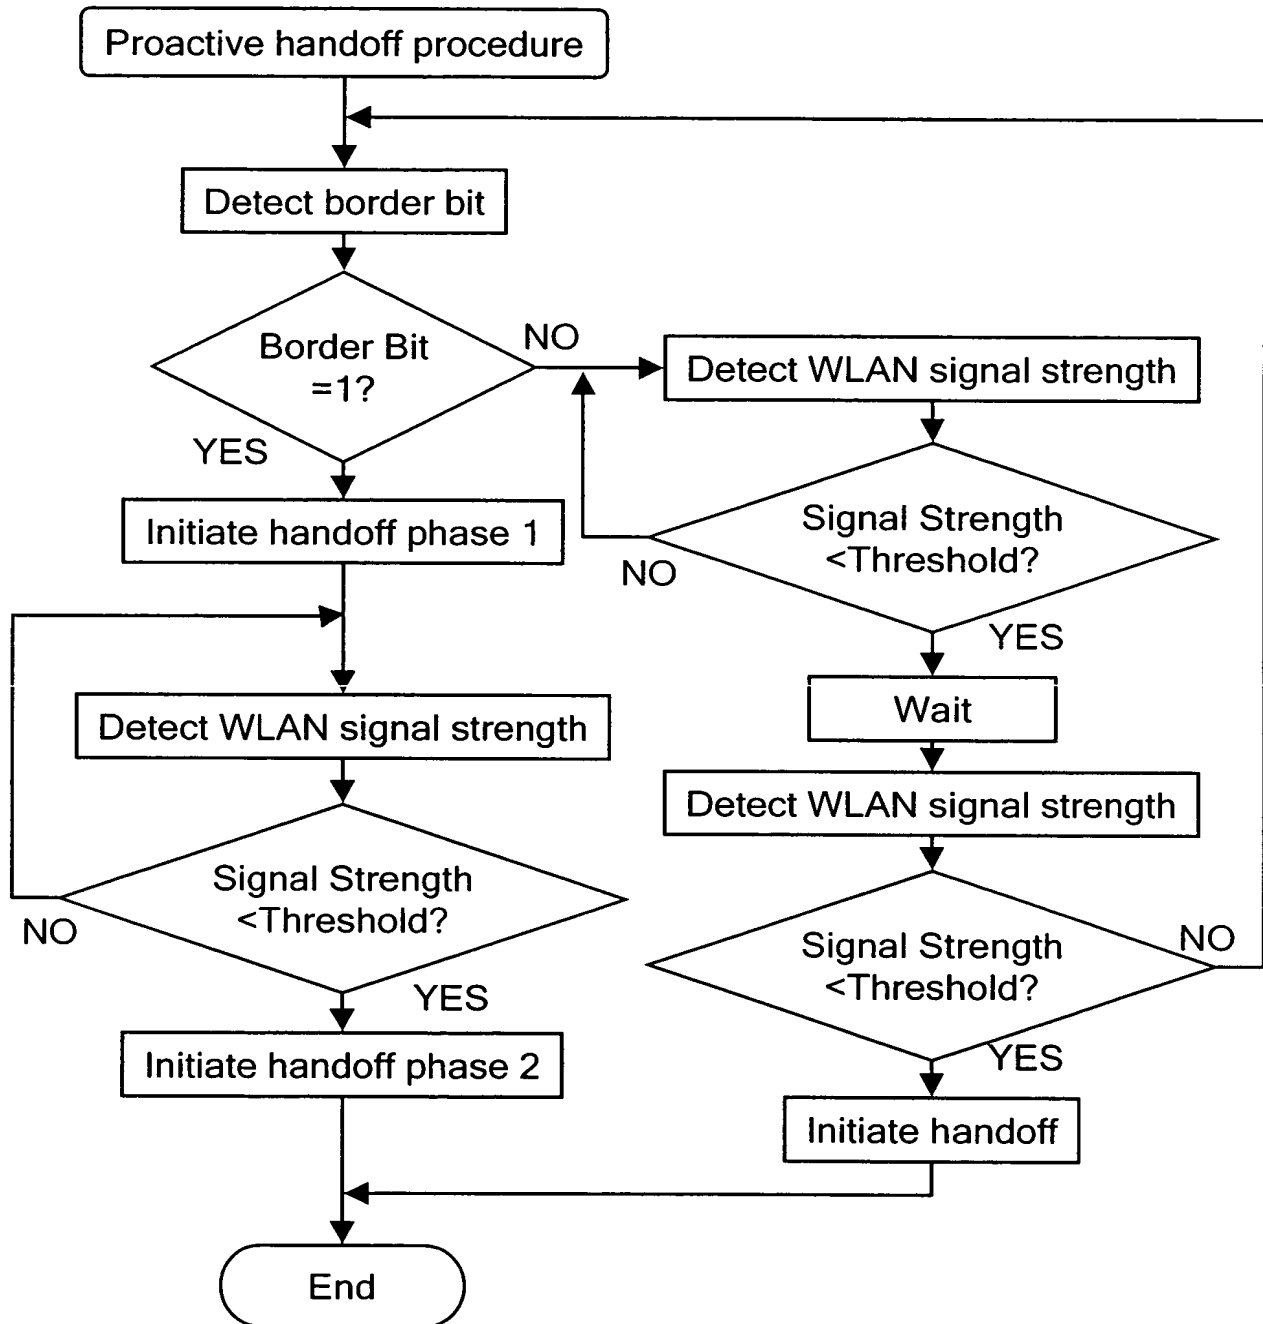 Proactive handoff procedure
Detect border bit
Border Bit
=1?
NO
YES
Detect WLAN signal strength
Initiate handoff phase 1
Signal Strength
<Threshold?
NO
YES
Wait
Detect WLAN signal strength
Detect WLAN signal strength
Signal Strength
<Threshold?
NO
YES
Signal Strength
<Threshold?
NO
YES
Initiate handoff phase 2
Initiate handoff
End